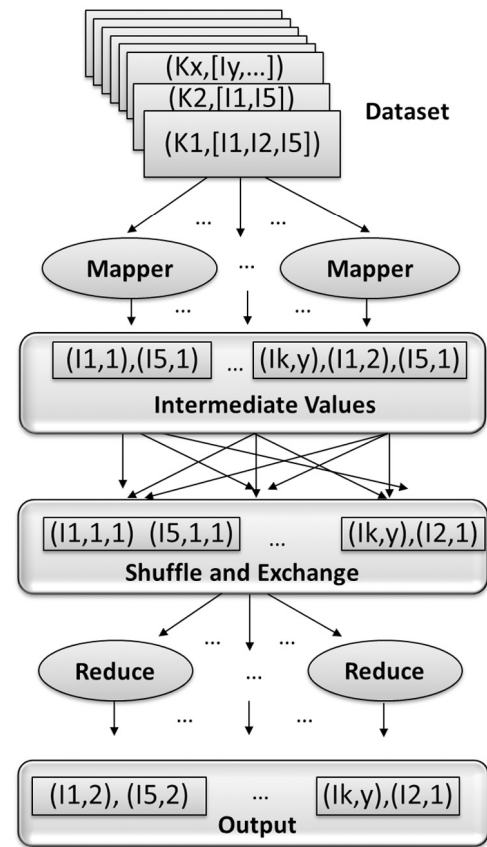 (Kx,[Iy,...])
(K2,[I1,I5])
Dataset
(K1,[I1,I2,I5])
... ...
Mapper ... Mapper
... ...
(I1,1),(I5,1) ... (Ik,y),(I1,2),(I5,1)
Intermediate Values
(I1,1,1) (I5,1,1) ... (Ik,y),(I2,1)
Shuffle and Exchange
... ...
Reduce ... Reduce
... ...
(I1,2), (I5,2) ... (Ik,y),(I2,1)
Output